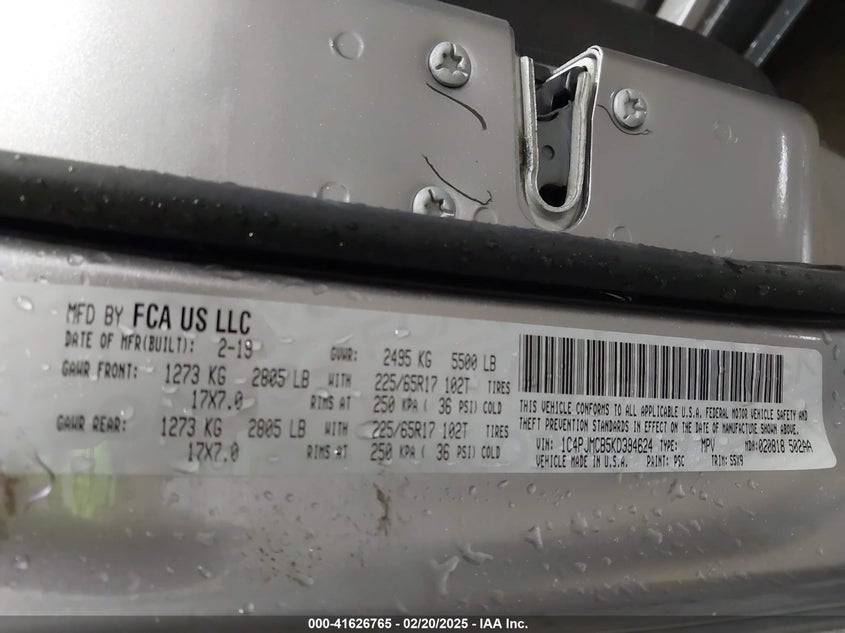 MFD BY FCA US LLC
DATE OF MFR(BUILT): 2-19 GVWR: 2495 KG 5500 LB
GAWR FRONT: 1273 KG 2805 LB WITH 225/65R17 102T TIRES
17X7.0 RIMS AT 250 KPA ( 36 PSI) COLD
GAWR REAR: 1273 KG 2805 LB WITH 225/65R17 102T TIRES
17X7.0 RIMS AT 250 KPA ( 36 PSI) COLD
THIS VEHICLE CONFORMS TO ALL APPLICABLE U.S.A. FEDERAL MOTOR VEHICLE SAFETY AND
THEFT PREVENTION STANDARDS IN EFFECT ON THE DATE OF MANUFACTURE SHOWN ABOVE.
VIN: 1C4PJMCB5KD394624 TYPE: MPV MDH: 020818 502AA
VEHICLE MADE IN U.S.A. PAINT: PSC TRIM: S5X9
000-41626765 - 02/20/2025 - IAA Inc.